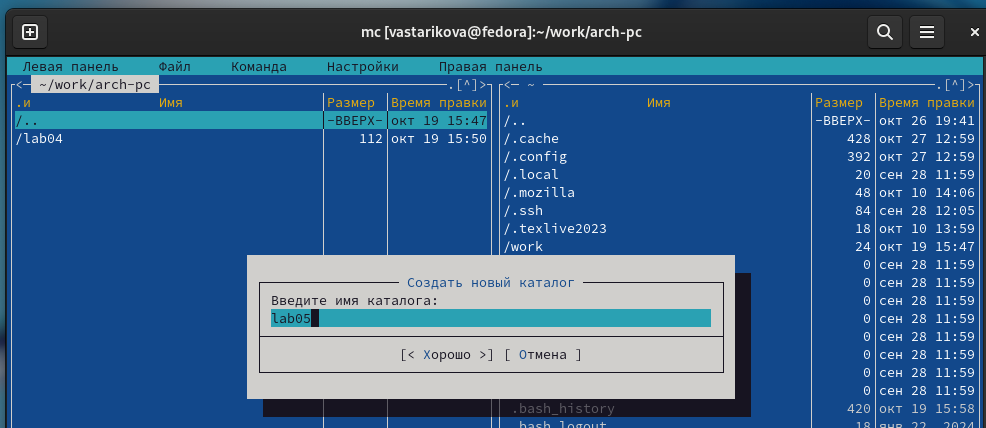 mc [vastarikova@fedora]:~/work/arch-pc
Левая панель Файл Команда Настройки Правая панель
<— ~/work/arch-pc .[^]>
.и Имя Размер Время правки
/.. -ВВЕРХ- окт 19 15:47
/lab04 112 окт 19 15:50
<— ~ .[^]>
.и Имя Размер Время правки
/.. -ВВЕРХ- окт 26 19:41
/.cache 428 окт 27 12:59
/.config 392 окт 27 12:59
/.local 20 сен 28 11:59
/.mozilla 48 окт 10 14:06
/.ssh 84 сен 28 12:05
/.texlive2023 18 окт 10 13:59
/work 24 окт 19 15:47
0 сен 28 11:59
0 сен 28 11:59
0 сен 28 11:59
0 сен 28 11:59
0 сен 28 11:59
0 сен 28 11:59
0 сен 28 11:59
0 сен 28 11:59
.bash_history 420 окт 19 15:58
.bash_logout 18 янв 22 2024
Создать новый каталог
Введите имя каталога:
lab05
[< Хорошо >] [ Отмена ]